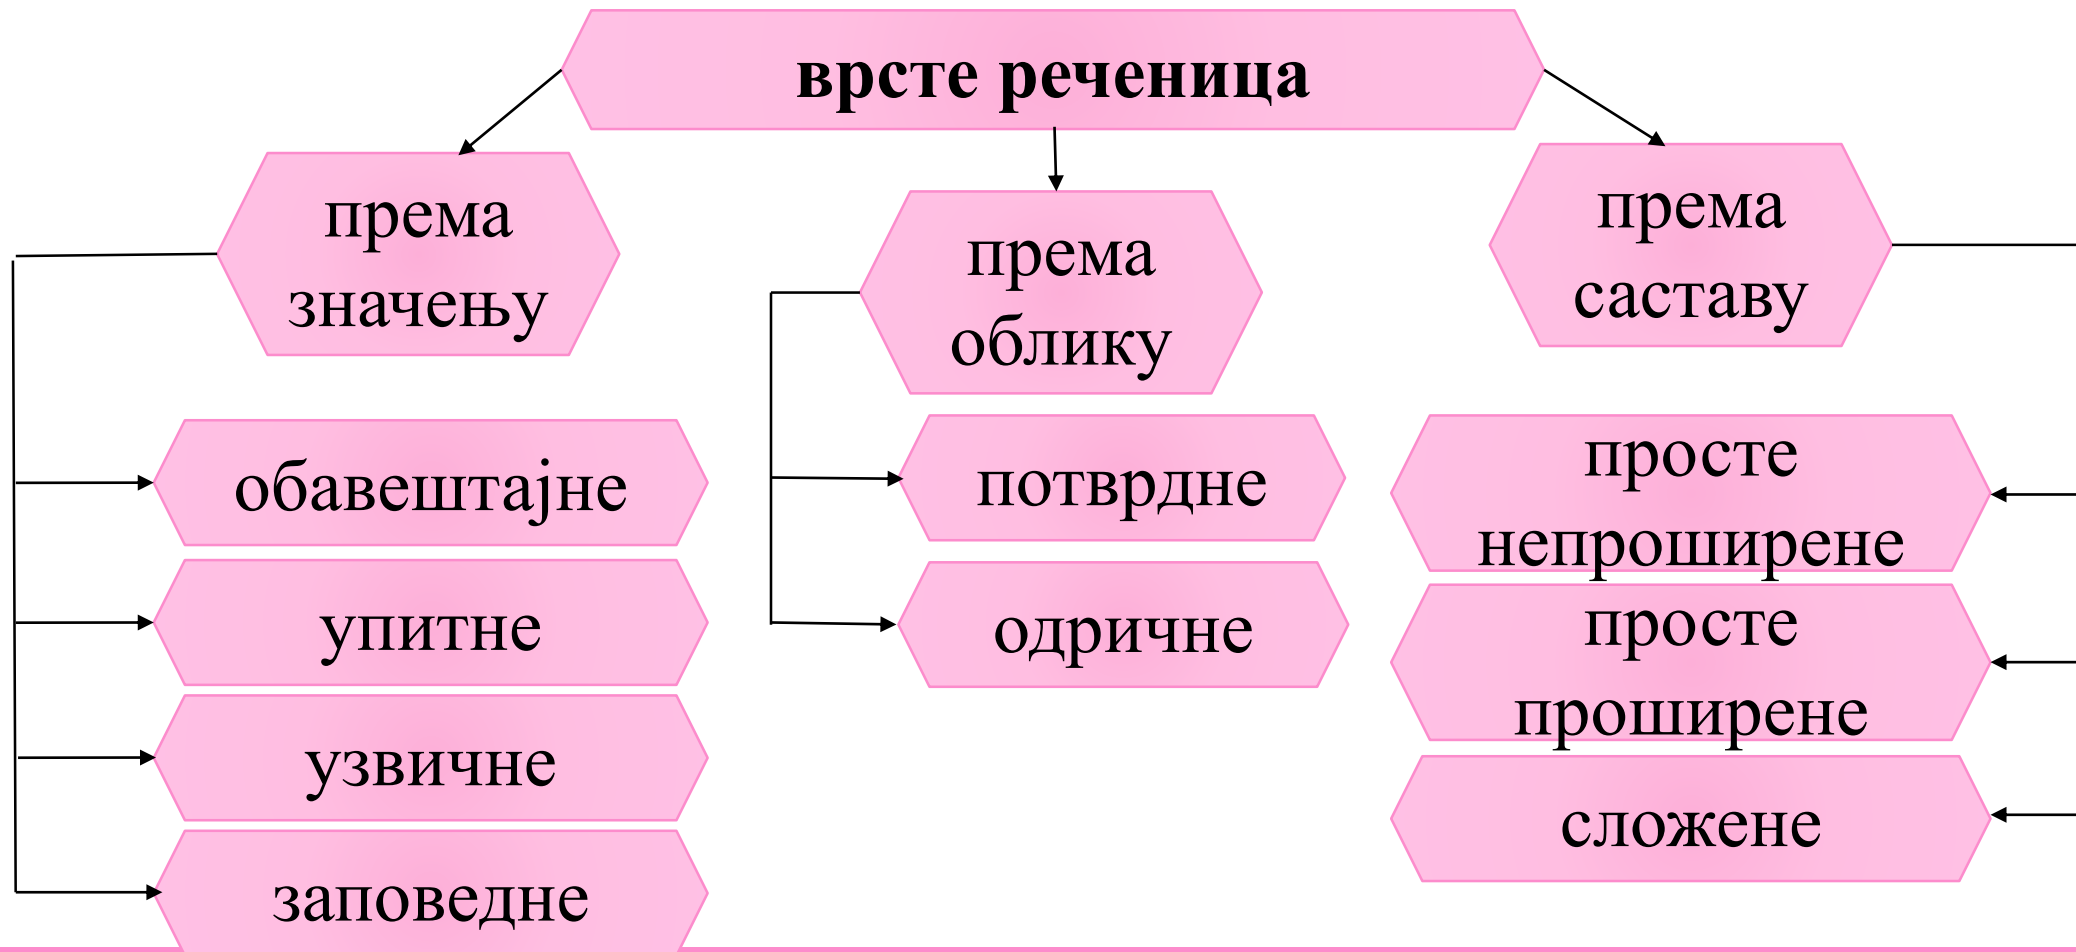 врсте реченица
према
значењу
према
облику
према
саставу
обавештајне
упитне
узвичне
заповедне
потврдне
одричне
просте
непроширене
просте
проширене
сложене